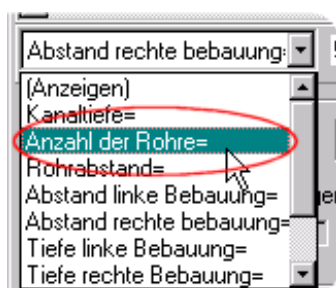 Abstand rechte bebauung:
(Anzeigen)
Kanaltiefe=
Anzahl der Rohre=
Rohrabstand=
Abstand linke Bebauung=
Abstand rechte bebauung=
Tiefe linke Bebauung=
Tiefe rechte Bebauung=